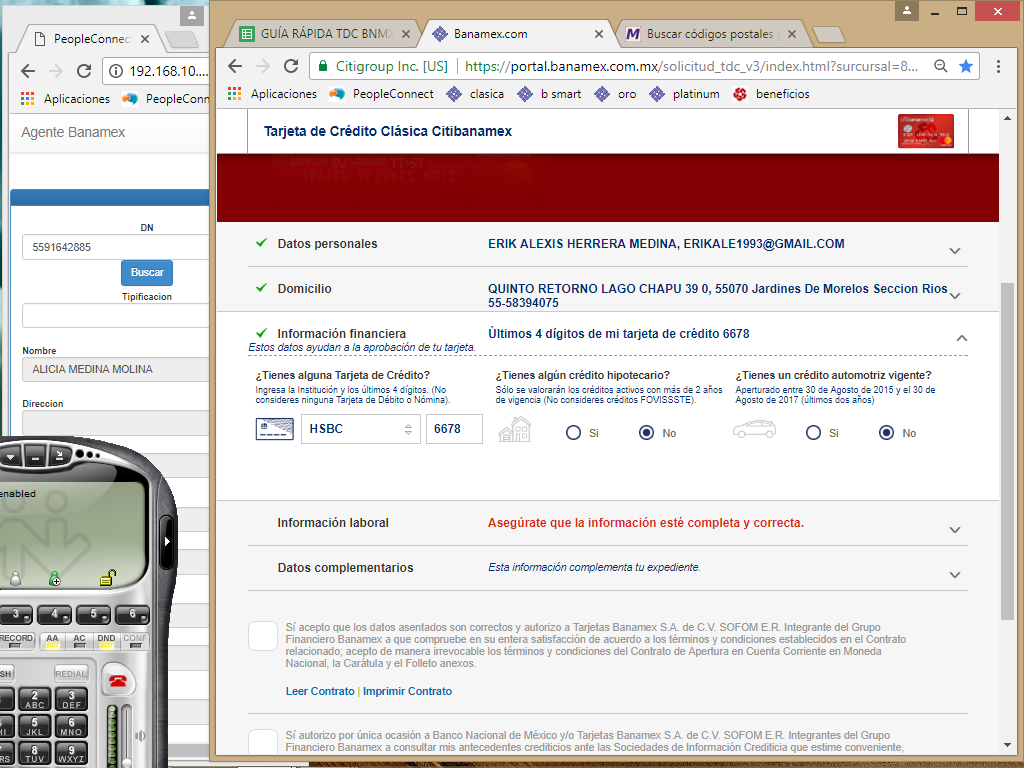 PeopleConnec
192.168.10....
Aplicaciones
PeopleConn
Agente Banamex
DN
5591642885
Buscar
Tipificacion
Nombre
ALICIA MEDINA MOLINA
Direccion
enabled
3
4
5
6
RECORD
AA
AC
DND
CONF
SH
REDIAL
2
ABC
3
DEF
5
JKL
6
MNO
8
TUV
9
WXYZ
GUÍA RÁPIDA TDC BNMX
Banamex.com
Buscar códigos postales
Citigroup Inc. [US]
https://portal.banamex.com.mx/solicitud_tdc_v3/index.html?surcursal=8...
Aplicaciones
PeopleConnect
clasica
b smart
oro
platinum
beneficios
Tarjeta de Crédito Clásica Citibanamex
Datos personales
ERIK ALEXIS HERRERA MEDINA, ERIKALE1993@GMAIL.COM
Domicilio
QUINTO RETORNO LAGO CHAPU 39 0, 55070 Jardines De Morelos Seccion Rios
55-58394075
Información financiera
Últimos 4 dígitos de mi tarjeta de crédito 6678
Estos datos ayudan a la aprobación de tu tarjeta.
¿Tienes alguna Tarjeta de Crédito?
Ingresa la Institución y los últimos 4 dígitos. (No
consideres ninguna Tarjeta de Débito o Nómina).
HSBC
6678
¿Tienes algún crédito hipotecario?
Sólo se valorarán los créditos activos con más de 2 años
de vigencia (No consideres créditos FOVISSSTE).
Si
No
¿Tienes un crédito automotriz vigente?
Aperturado entre 30 de Agosto de 2015 y el 30 de
Agosto de 2017 (últimos dos años)
Si
No
Información laboral
Asegúrate que la información esté completa y correcta.
Datos complementarios
Esta información complementa tu expediente.
Sí acepto que los datos asentados son correctos y autorizo a Tarjetas Banamex S.A. de C.V. SOFOM E.R. Integrante del Grupo
Financiero Banamex a que compruebe en su entera satisfacción de acuerdo a los términos y condiciones establecidos en el Contrato
relacionado; acepto de manera irrevocable los términos y condiciones del Contrato de Apertura en Cuenta Corriente en Moneda
Nacional, la Carátula y el Folleto anexos.
Leer Contrato | Imprimir Contrato
Sí autorizo por única ocasión a Banco Nacional de México y/o Tarjetas Banamex S.A. de C.V. SOFOM E.R. Integrantes del Grupo
Financiero Banamex a consultar mis antecedentes crediticios ante las Sociedades de Información Crediticia que estime conveniente,